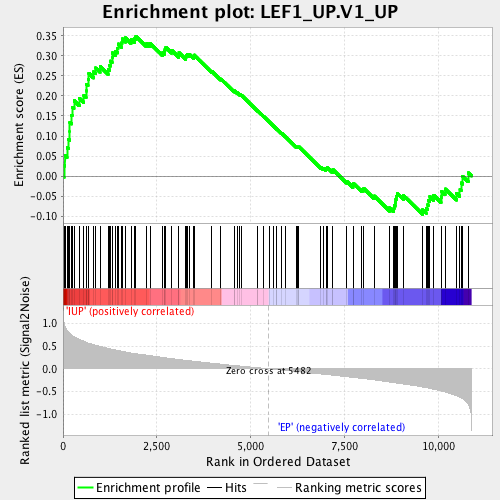 Enrichment plot: LEF1_UP.V1_UP
Enrichment score (ES)
0.35
0.30
0.25
0.20
0.15
0.10
0.05
0.00
-0.05
-0.10
Ranked list metric (Signal2Noise)
1.0
0.5
0.0
-0.5
-1.0
'IUP' (positively correlated)
Zero cross at 5482
'EP' (negatively correlated)
0
2,500
5,000
7,500
10,000
Rank in Ordered Dataset
Enrichment profile
Hits
Ranking metric scores